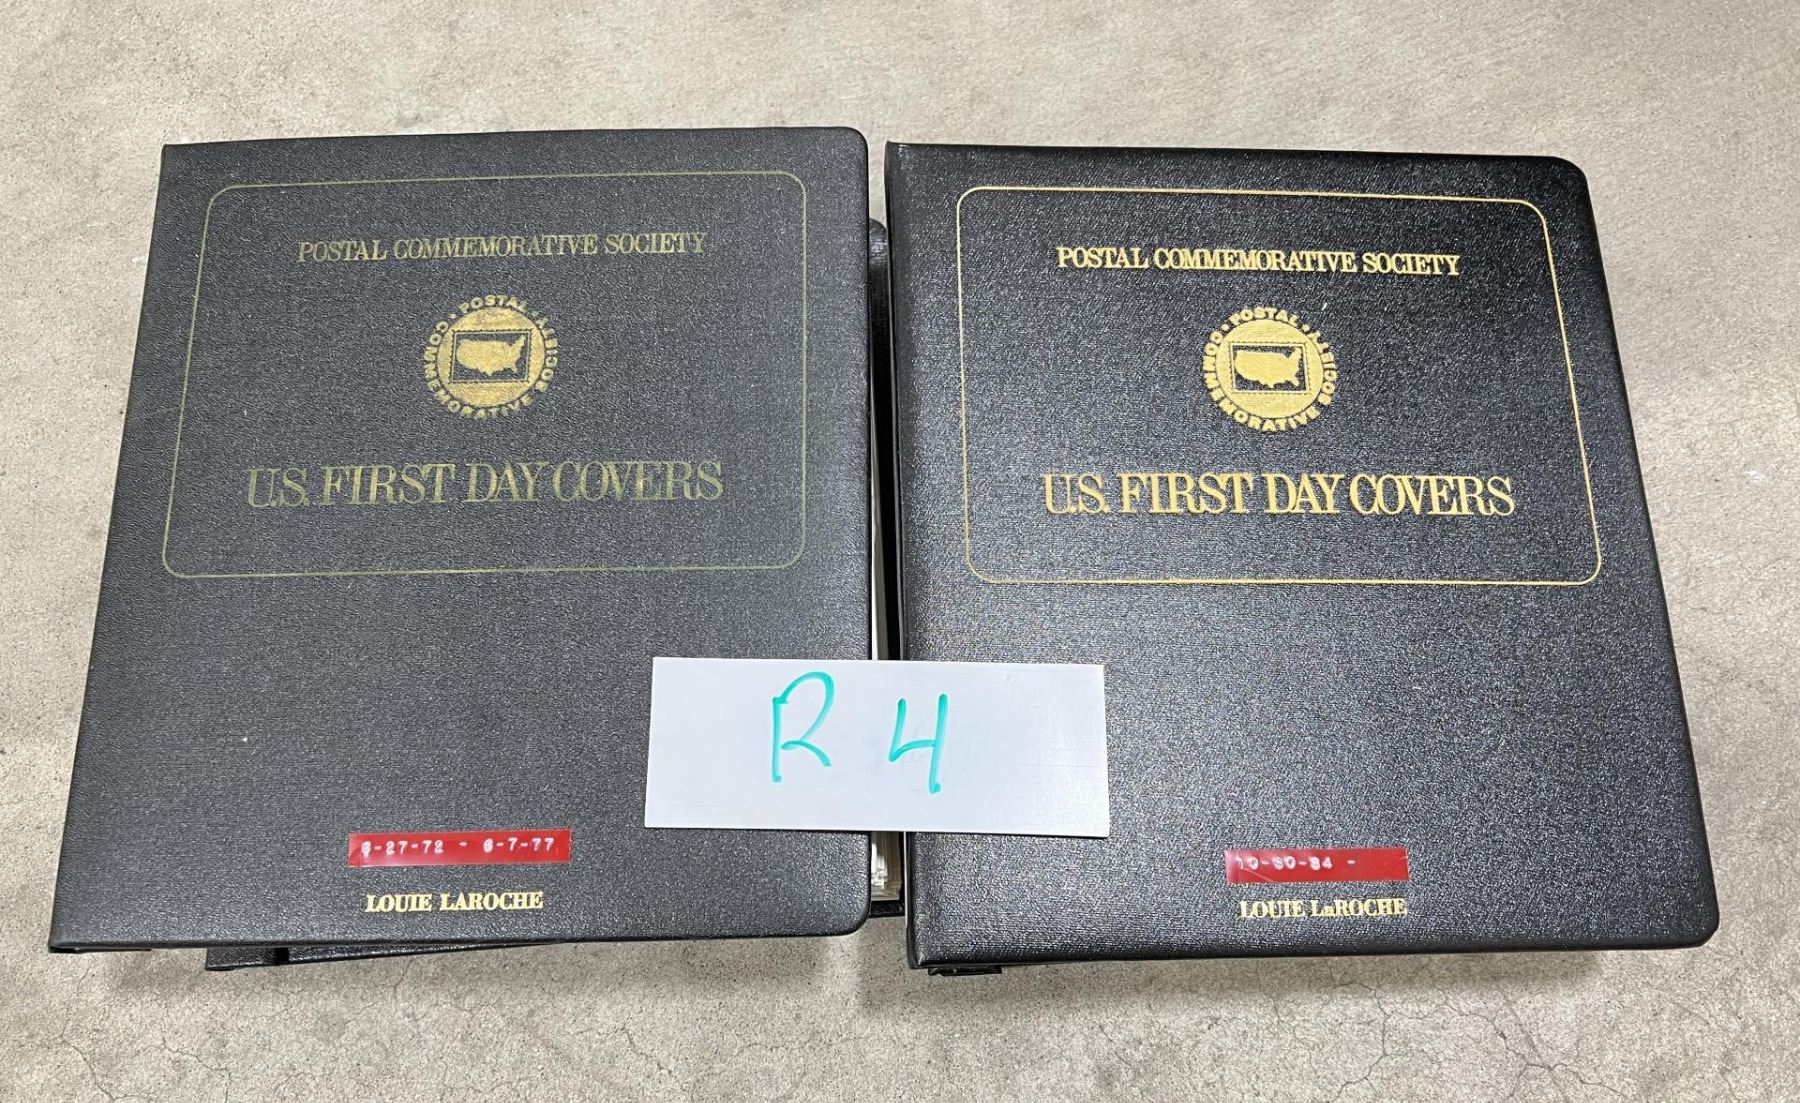 POSTAL COMMEMORATIVE SOCIETY
POSTAL COMMEMORATIVE SOCIETY
U.S. FIRST DAY COVERS
6-27-72 - 6-7-77
LOUIE LAROCHE
POSTAL COMMEMORATIVE SOCIETY
POSTAL COMMEMORATIVE SOCIETY
U.S. FIRST DAY COVERS
10-30-84 -
LOUIE LaROCHE
R 4